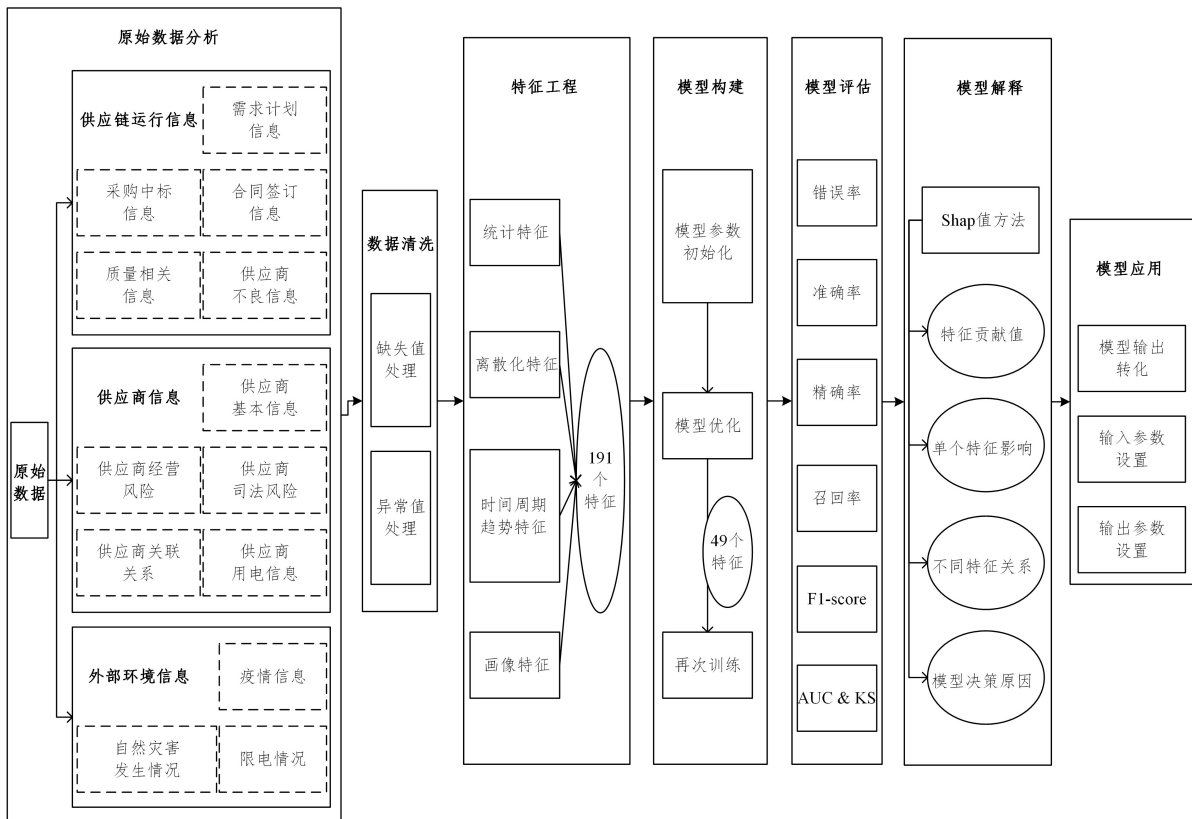 原始数据分析
供应链运行信息
需求计划
信息
采购中标
信息
合同签订
信息
质量相关
信息
供应商
不良信息
原始
数据
供应商信息
供应商
基本信息
供应商经营
风险
供应商
司法风险
供应商关联
关系
供应商
用电信息
外部环境信息
疫情信息
自然灾害
发生情况
限电情况
数据清洗
缺失值
处理
异常值
处理
特征工程
统计特征
离散化特征
时间周期
趋势特征
画像特征
191
个
特征
模型构建
模型参数
初始化
模型优化
49个
特征
再次训练
模型评估
错误率
准确率
精确率
召回率
F1-score
AUC & KS
模型解释
Shap值方法
特征贡献值
单个特征影响
不同特征关系
模型决策原因
模型应用
模型输出
转化
输入参数
设置
输出参数
设置